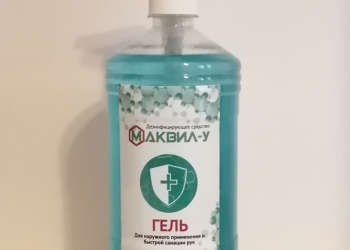 Дезинфицирующее средство
МАКВИЛ-У
ГЕЛЬ
Для наружного применения и
быстрой санации рук